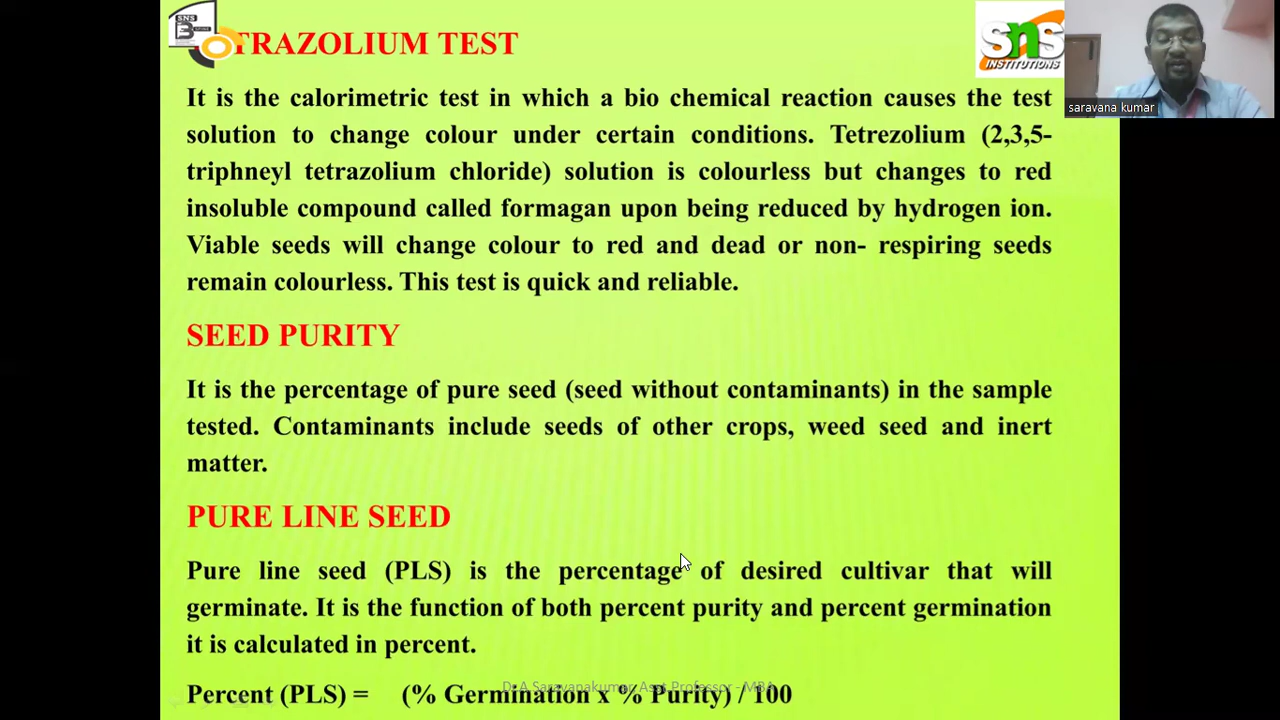 SNS
TRAZOLIUM TEST
sns
INSTITUTIONS
saravana kumar
It is the calorimetric test in which a bio chemical reaction causes the test
solution to change colour under certain conditions. Tetrezolium (2,3,5-
triphneyl tetrazolium chloride) solution is colourless but changes to red
insoluble compound called formagan upon being reduced by hydrogen ion.
Viable seeds will change colour to red and dead or non- respiring seeds
remain colourless. This test is quick and reliable.
SEED PURITY
It is the percentage of pure seed (seed without contaminants) in the sample
tested. Contaminants include seeds of other crops, weed seed and inert
matter.
PURE LINE SEED
Pure line seed (PLS) is the percentage of desired cultivar that will
germinate. It is the function of both percent purity and percent germination
it is calculated in percent.
Percent (PLS) = (% Germination x % Purity) / 100
Dr.A.Saravanakumar, Asst Professor - MBA